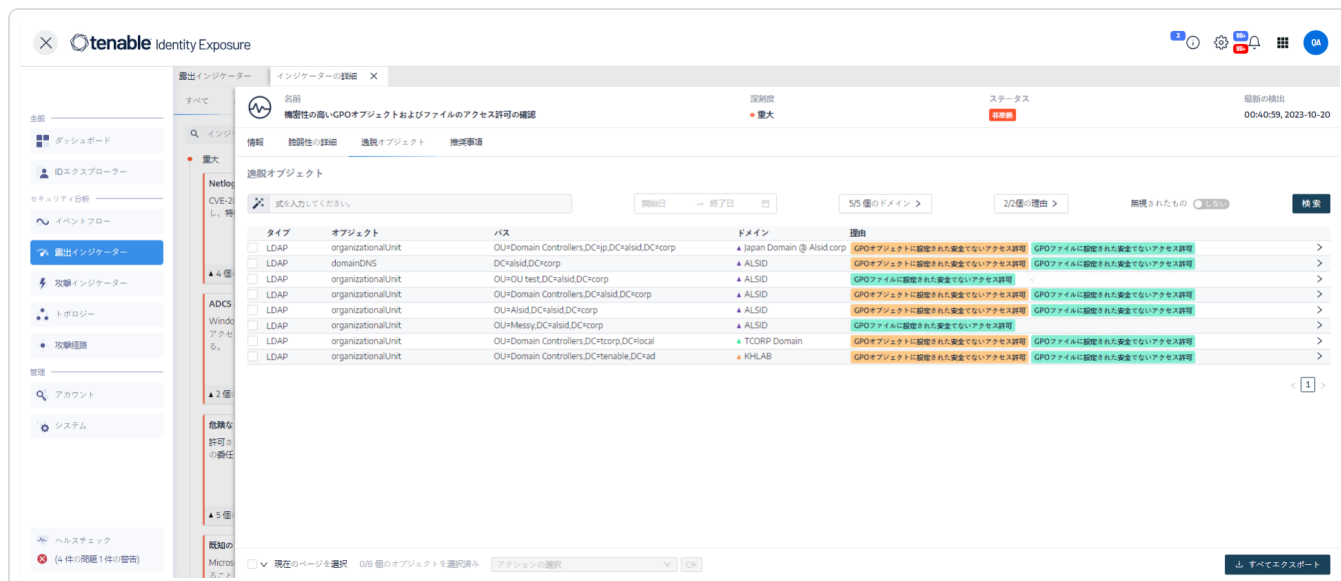 tenable Identity Exposure
3
99+
99+
QA
露出インジケーター
インジケーターの詳細
すべて
名前
機密性の高いGPOオブジェクトおよびファイルのアクセス許可の確認
深刻度
重大
ステータス
非準拠
最新の検出
00:40:59, 2023-10-20
情報
脆弱性の詳細
逸脱オブジェクト
推奨事項
全般
ダッシュボード
IDエクスプローラー
セキュリティ分析
イベントフロー
露出インジケーター
攻撃インジケーター
トポロジー
攻撃経路
管理
アカウント
システム
ヘルスチェック
(4 件の問題 1 件の警告)
インジ
重大
Netlog
CVE-20
し、特
▲ 4 個
ADCS
Windo
アクセ
る。
▲ 2 個
危険な
許可さ
の委任
▲ 5 個
既知の
Micros
ること
逸脱オブジェクト
式を入力してください。
開始日 → 終了日
5/5 個のドメイン >
2/2個の理由 >
無視されたもの しない
検索
タイプ オブジェクト パス ドメイン 理由
LDAP organizationalUnit OU=Domain Controllers,DC=jp,DC=alsid,DC=corp Japan Domain @ Alsid.corp GPOオブジェクトに設定された安全でないアクセス許可 GPOファイルに設定された安全でないアクセス許可
LDAP domainDNS DC=alsid,DC=corp ALSID GPOオブジェクトに設定された安全でないアクセス許可 GPOファイルに設定された安全でないアクセス許可
LDAP organizationalUnit OU=OU test,DC=alsid,DC=corp ALSID GPOファイルに設定された安全でないアクセス許可
LDAP organizationalUnit OU=Domain Controllers,DC=alsid,DC=corp ALSID GPOオブジェクトに設定された安全でないアクセス許可 GPOファイルに設定された安全でないアクセス許可
LDAP organizationalUnit OU=Alsid,DC=alsid,DC=corp ALSID GPOオブジェクトに設定された安全でないアクセス許可 GPOファイルに設定された安全でないアクセス許可
LDAP organizationalUnit OU=Messy,DC=alsid,DC=corp ALSID GPOファイルに設定された安全でないアクセス許可
LDAP organizationalUnit OU=Domain Controllers,DC=tcorp,DC=local TCORP Domain GPOオブジェクトに設定された安全でないアクセス許可 GPOファイルに設定された安全でないアクセス許可
LDAP organizationalUnit OU=Domain Controllers,DC=tenable,DC=ad KHLAB GPOオブジェクトに設定された安全でないアクセス許可 GPOファイルに設定された安全でないアクセス許可
< 1 >
現在のページを選択 0/8 個のオブジェクトを選択済み アクションの選択 OK
すべてエクスポート